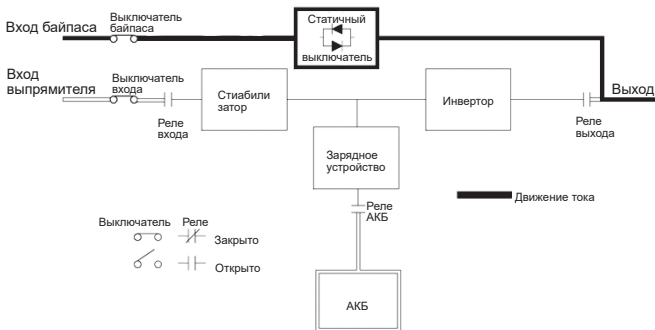 Вход байпаса
Выключатель
байпаса
Статичный
выключатель
Вход
выпрямителя
Выключатель
входа
Реле
входа
Стиабили
затор
Инвертор
Выход
Реле
выхода
Зарядное
устройство
Реле
АКБ
Движение тока
Выключатель Реле
Закрыто
Открыто
АКБ